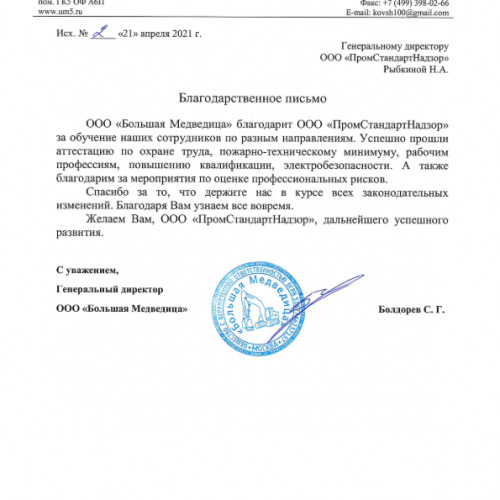 пом. ГК5 ОФ А6П
Факс: +7 (499) 398-02-66
www.um5.ru
E-mail: kovsh100@gmail.com
Исх. № 2 «21» апреля 2021 г.
Генеральному директору
ООО «ПромСтандартНадзор»
Рыбкиной Н.А.
Благодарственное письмо
ООО «Большая Медведица» благодарит ООО «ПромСтандартНадзор»
за обучение наших сотрудников по разным направлениям. Успешно прошли
аттестацию по охране труда, пожарно-техническому минимуму, рабочим
профессиям, повышению квалификации, электробезопасности. А также
благодарим за мероприятия по оценке профессиональных рисков.
Спасибо за то, что держите нас в курсе всех законодательных
изменений. Благодаря Вам узнаем все вовремя.
Желаем Вам, ООО «ПромСтандартНадзор», дальнейшего успешного
развития.
С уважением,
Генеральный директор
ООО «Большая Медведица»
Болдорев С. Г.
«Большая Медведица»
МОСКВА